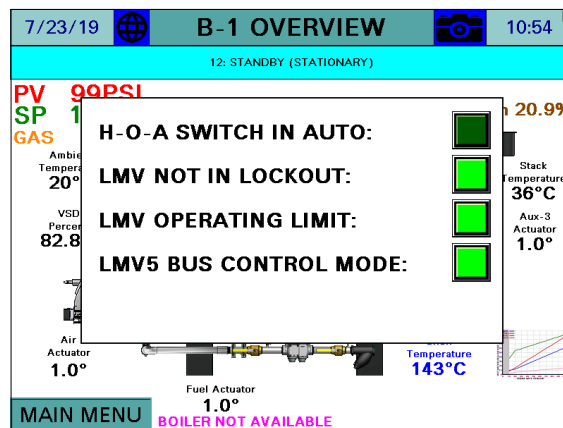 7/23/19
B-1 OVERVIEW
10:54
12: STANDBY (STATIONARY)
PV 99PSI
SP 1
20.9%
GAS
H-O-A SWITCH IN AUTO:
LMV NOT IN LOCKOUT:
LMV OPERATING LIMIT:
LMV5 BUS CONTROL MODE:
20°
VSD
82.8
Stack
Temperature
36°C
Aux-3
Actuator
1.0°
Air
Actuator
1.0°
Temperature
143°C
Fuel Actuator
1.0°
MAIN MENU
BOILER NOT AVAILABLE